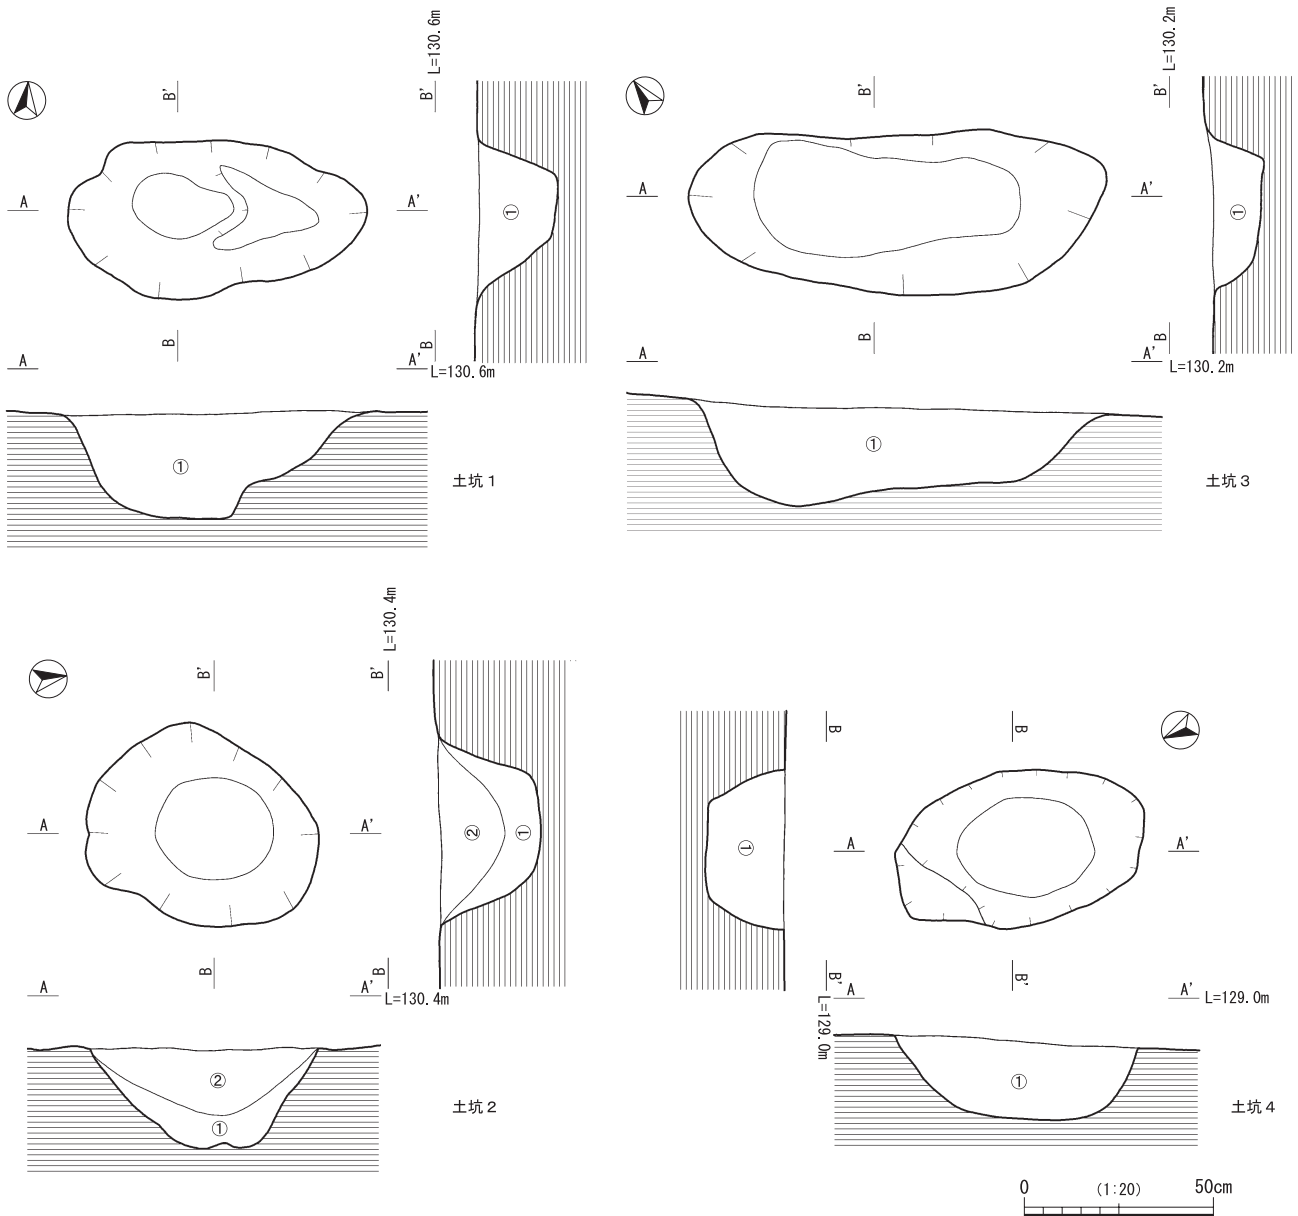 L=130.6m
B'
B'
A
A'
①
B
B
A
A'
L=130.6m
①
土坑1
L=130.2m
B'
B'
A
A'
①
B
B
A
A'
L=130.2m
①
土坑3
L=130.4m
B'
B'
A
A'
②
①
B
B
A
A'
L=130.4m
②
①
土坑2
B
B
①
A
A'
B'
B'
L=129.0m
A
A'
L=129.0m
①
土坑4
0
(1:20)
50cm